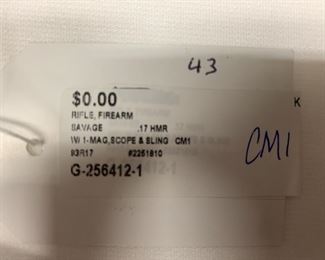 43
$0.00
RIFLE, FIREARM
SAVAGE .17 HMR
W/ 1-MAG,SCOPE & SLING CM1
93R17 #2251810
G-256412-1
K
CM1